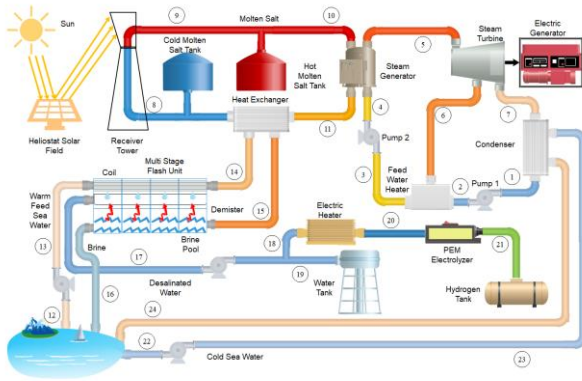 9
10
Molten Salt
Sun
Cold Molten
Salt Tank
Hot
Molten
Salt Tank
Steam
Generator
5
Steam
Turbine
Electric
Generator
Heliostat Solar
Field
Receiver
Tower
8
Heat Exchanger
11
4
Pump 2
6
7
Condenser
3
Feed
Water
Heater
2
Pump 1
1
Multi Stage
Flash Unit
Coil
14
15
Demister
Warm
Feed Sea
Water
Brine
Brine
Pool
13
17
16
Desalinated
Water
18
19
Electric
Heater
20
Water
Tank
PEM
Electrolyzer
21
Hydrogen
Tank
12
24
22
Cold Sea Water
23